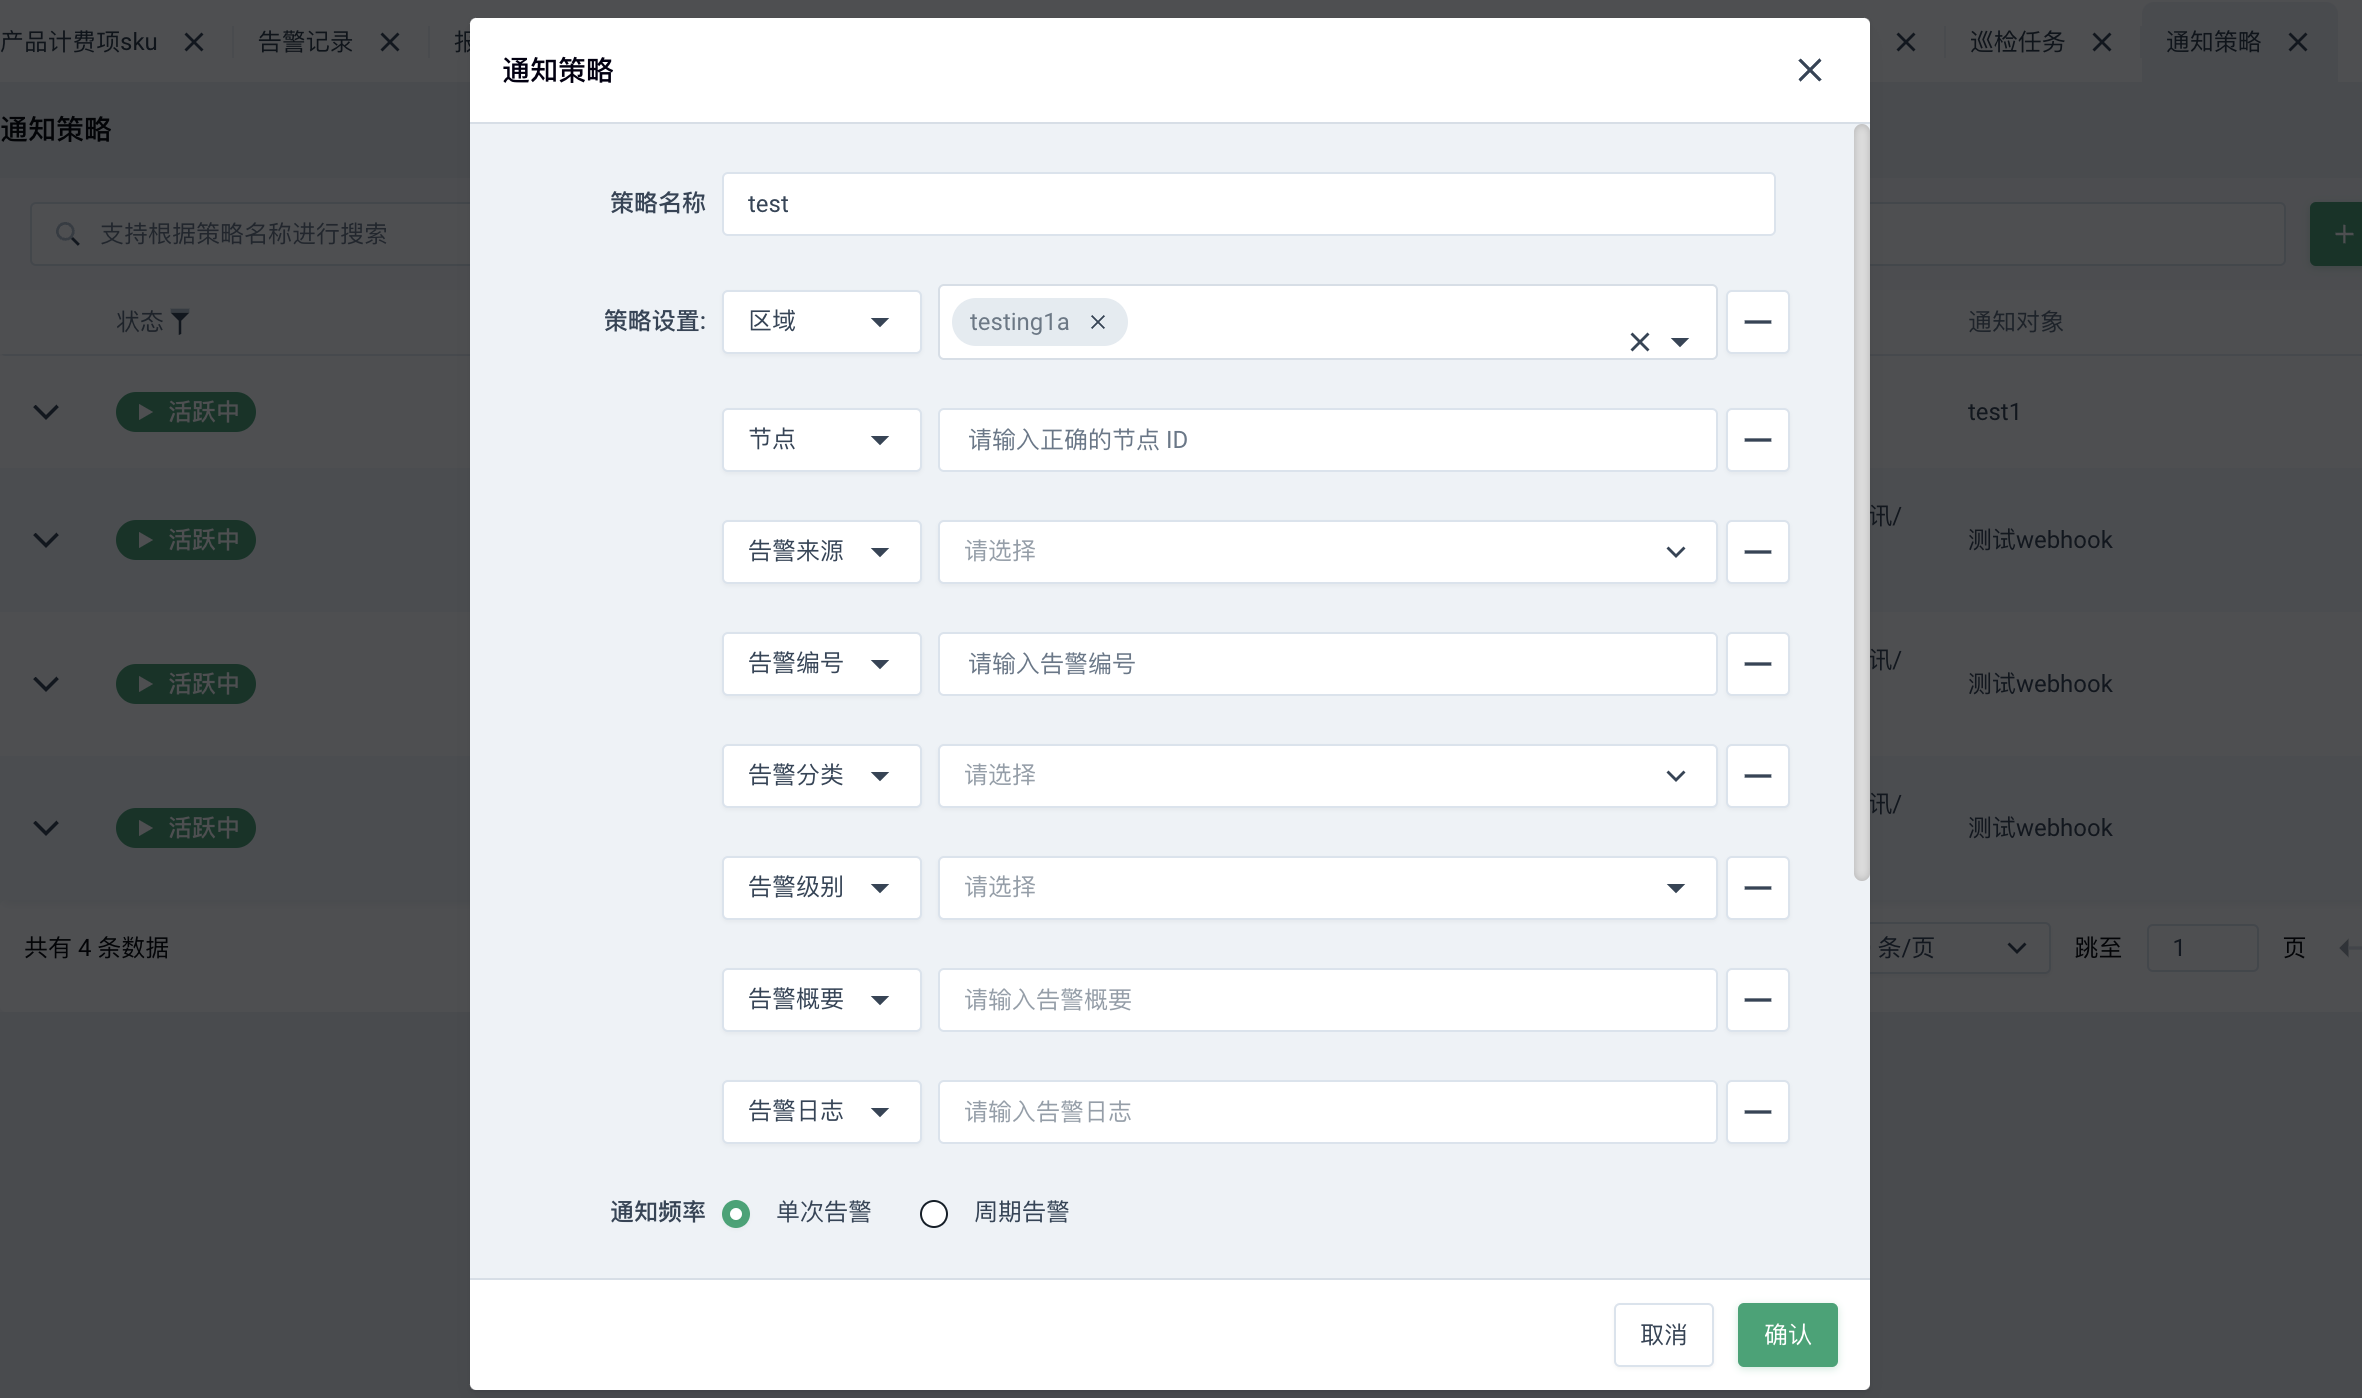 产品计费项sku
告警记录
巡检任务
通知策略
通知策略
通知策略
支持根据策略名称进行搜索
策略名称
test
策略设置:
区域
testing1a
节点
请输入正确的节点 ID
告警来源
请选择
告警编号
请输入告警编号
告警分类
请选择
告警级别
请选择
告警概要
请输入告警概要
告警日志
请输入告警日志
通知频率
单次告警
周期告警
取消
确认
状态
通知对象
活跃中
test1
活跃中
讯/
测试webhook
活跃中
讯/
测试webhook
活跃中
讯/
测试webhook
共有 4 条数据
条/页
跳至
1
页